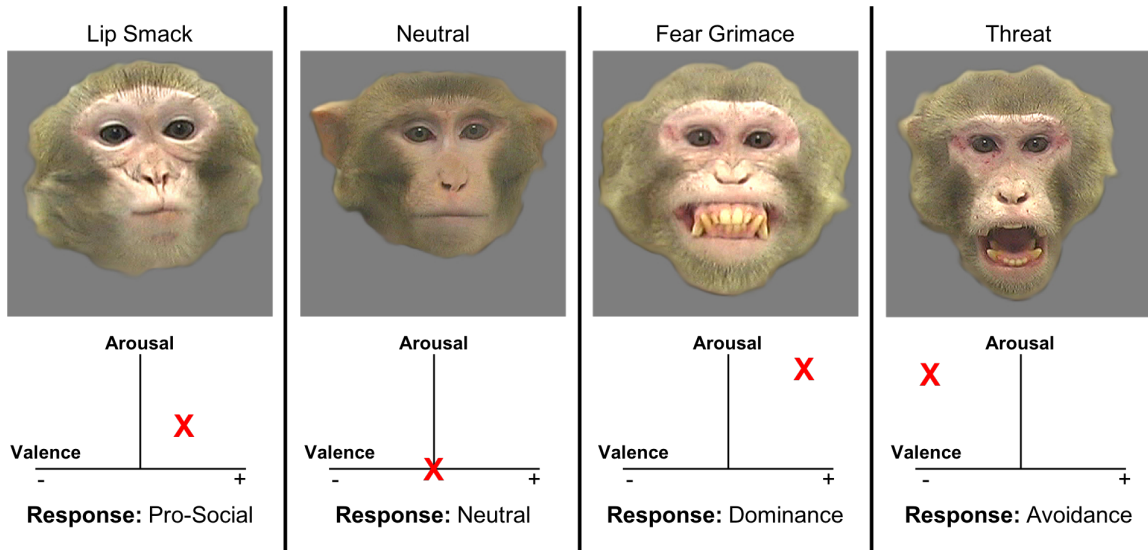 Lip Smack
Neutral
Fear Grimace
Threat
Arousal
X
Valence
- +
Response: Pro-Social
Arousal
X
Valence
- +
Response: Neutral
Arousal
X
Valence
- +
Response: Dominance
Arousal
X
Valence
- +
Response: Avoidance